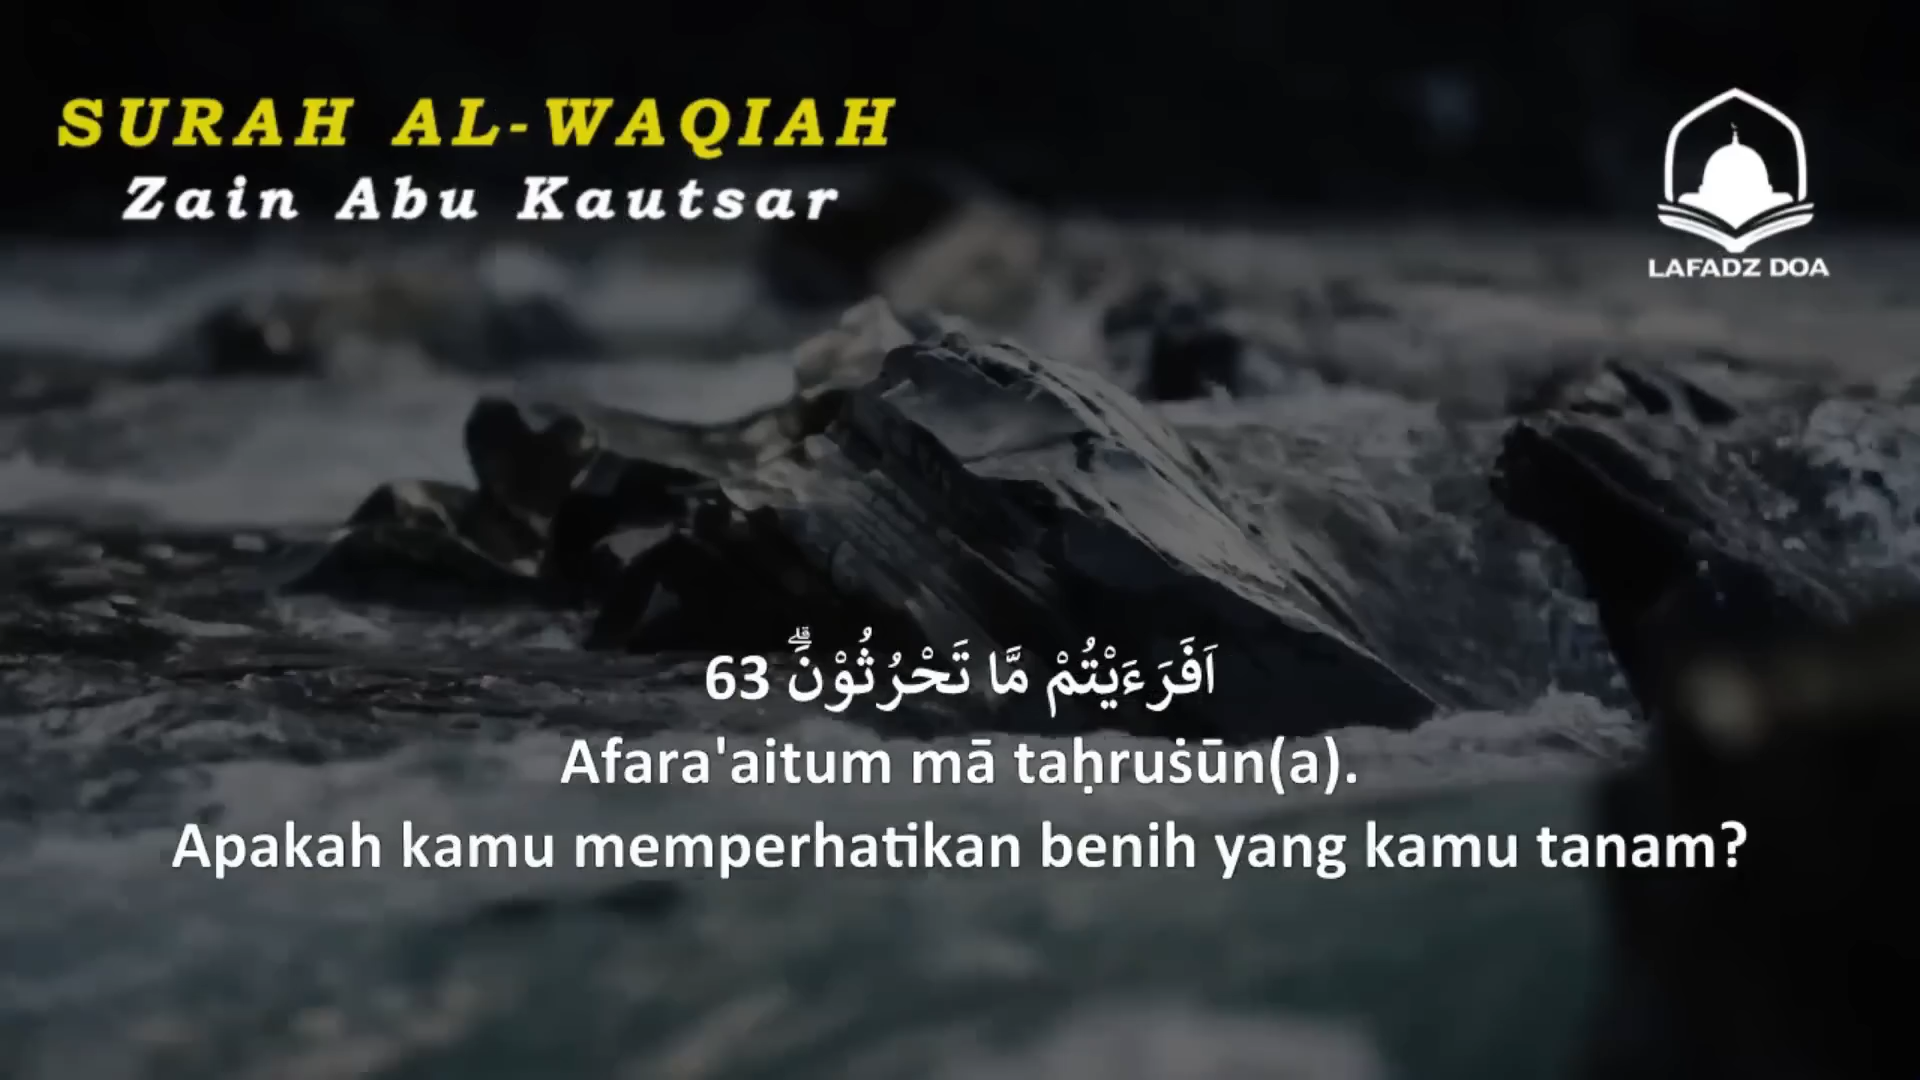 SURAH AL-WAQIAH
Zain Abu Kautsar
LAFADZ DOA
اَفَرَءَيْتُمْ مَّا تَحْرُثُوْنَۗ 63
Afara'aitum mā taḥruṡūn(a).
Apakah kamu memperhatikan benih yang kamu tanam?